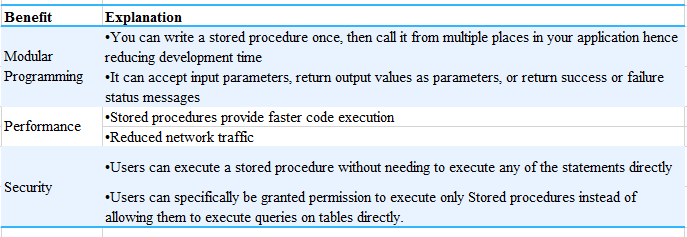 Benefit Explanation
•You can write a stored procedure once, then call it from multiple places in your application hence
Modular reducing development time
Programming •It can accept input parameters, return output values as parameters, or return success or failure
status messages
•Stored procedures provide faster code execution
Performance
•Reduced network traffic
•Users can execute a stored procedure without needing to execute any of the statements directly
Security
•Users can specifically be granted permission to execute only Stored procedures instead of
allowing them to execute queries on tables directly.